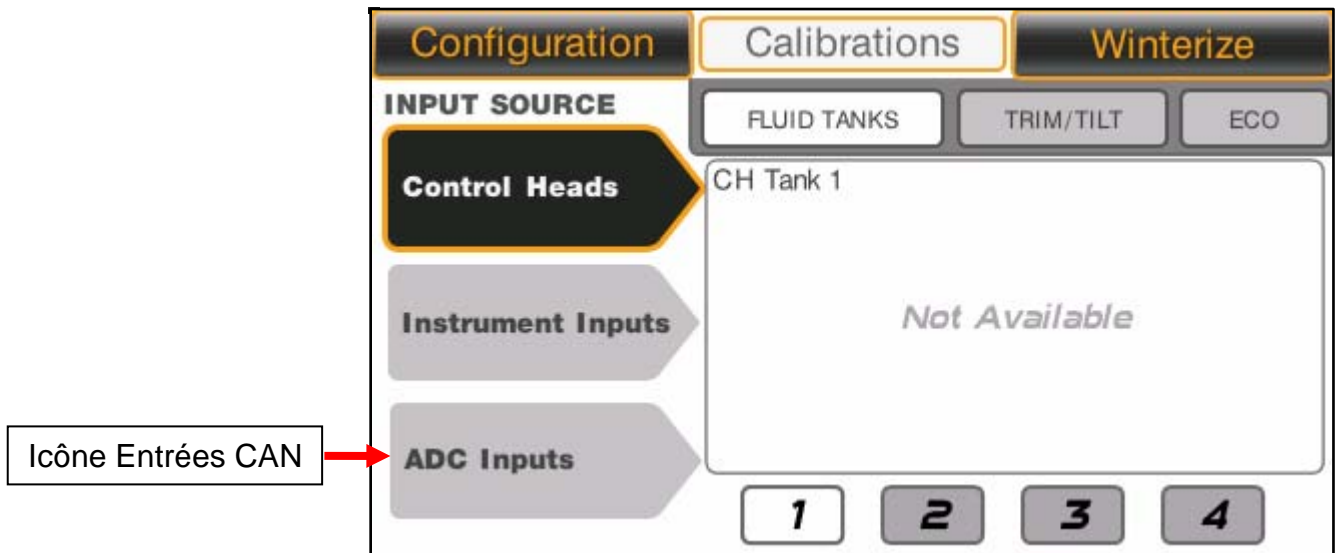 Configuration
Calibrations
Winterize
INPUT SOURCE
FLUID TANKS
TRIM/TILT
ECO
Control Heads
CH Tank 1
Instrument Inputs
Not Available
Icône Entrées CAN
ADC Inputs
1
2
3
4